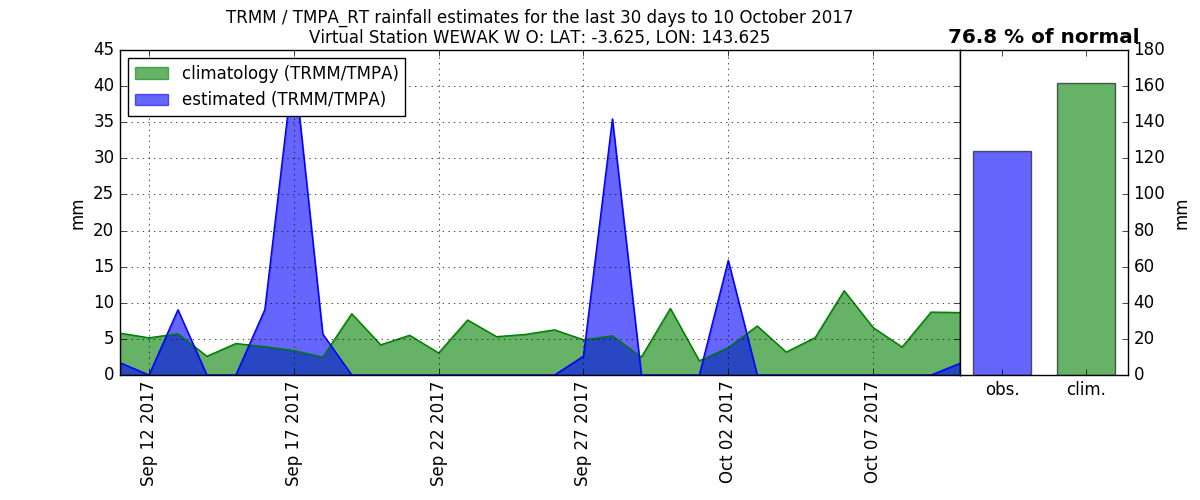 TRMM / TMPA_RT rainfall estimates for the last 30 days to 10 October 2017
Virtual Station WEWAK W O: LAT: -3.625, LON: 143.625
76.8 % of normal
climatology (TRMM/TMPA)
estimated (TRMM/TMPA)
45
40
35
30
25
20
15
10
5
0
mm
Sep 12 2017
Sep 17 2017
Sep 22 2017
Sep 27 2017
Oct 02 2017
Oct 07 2017
180
160
140
120
100
80
60
40
20
0
mm
obs.
clim.